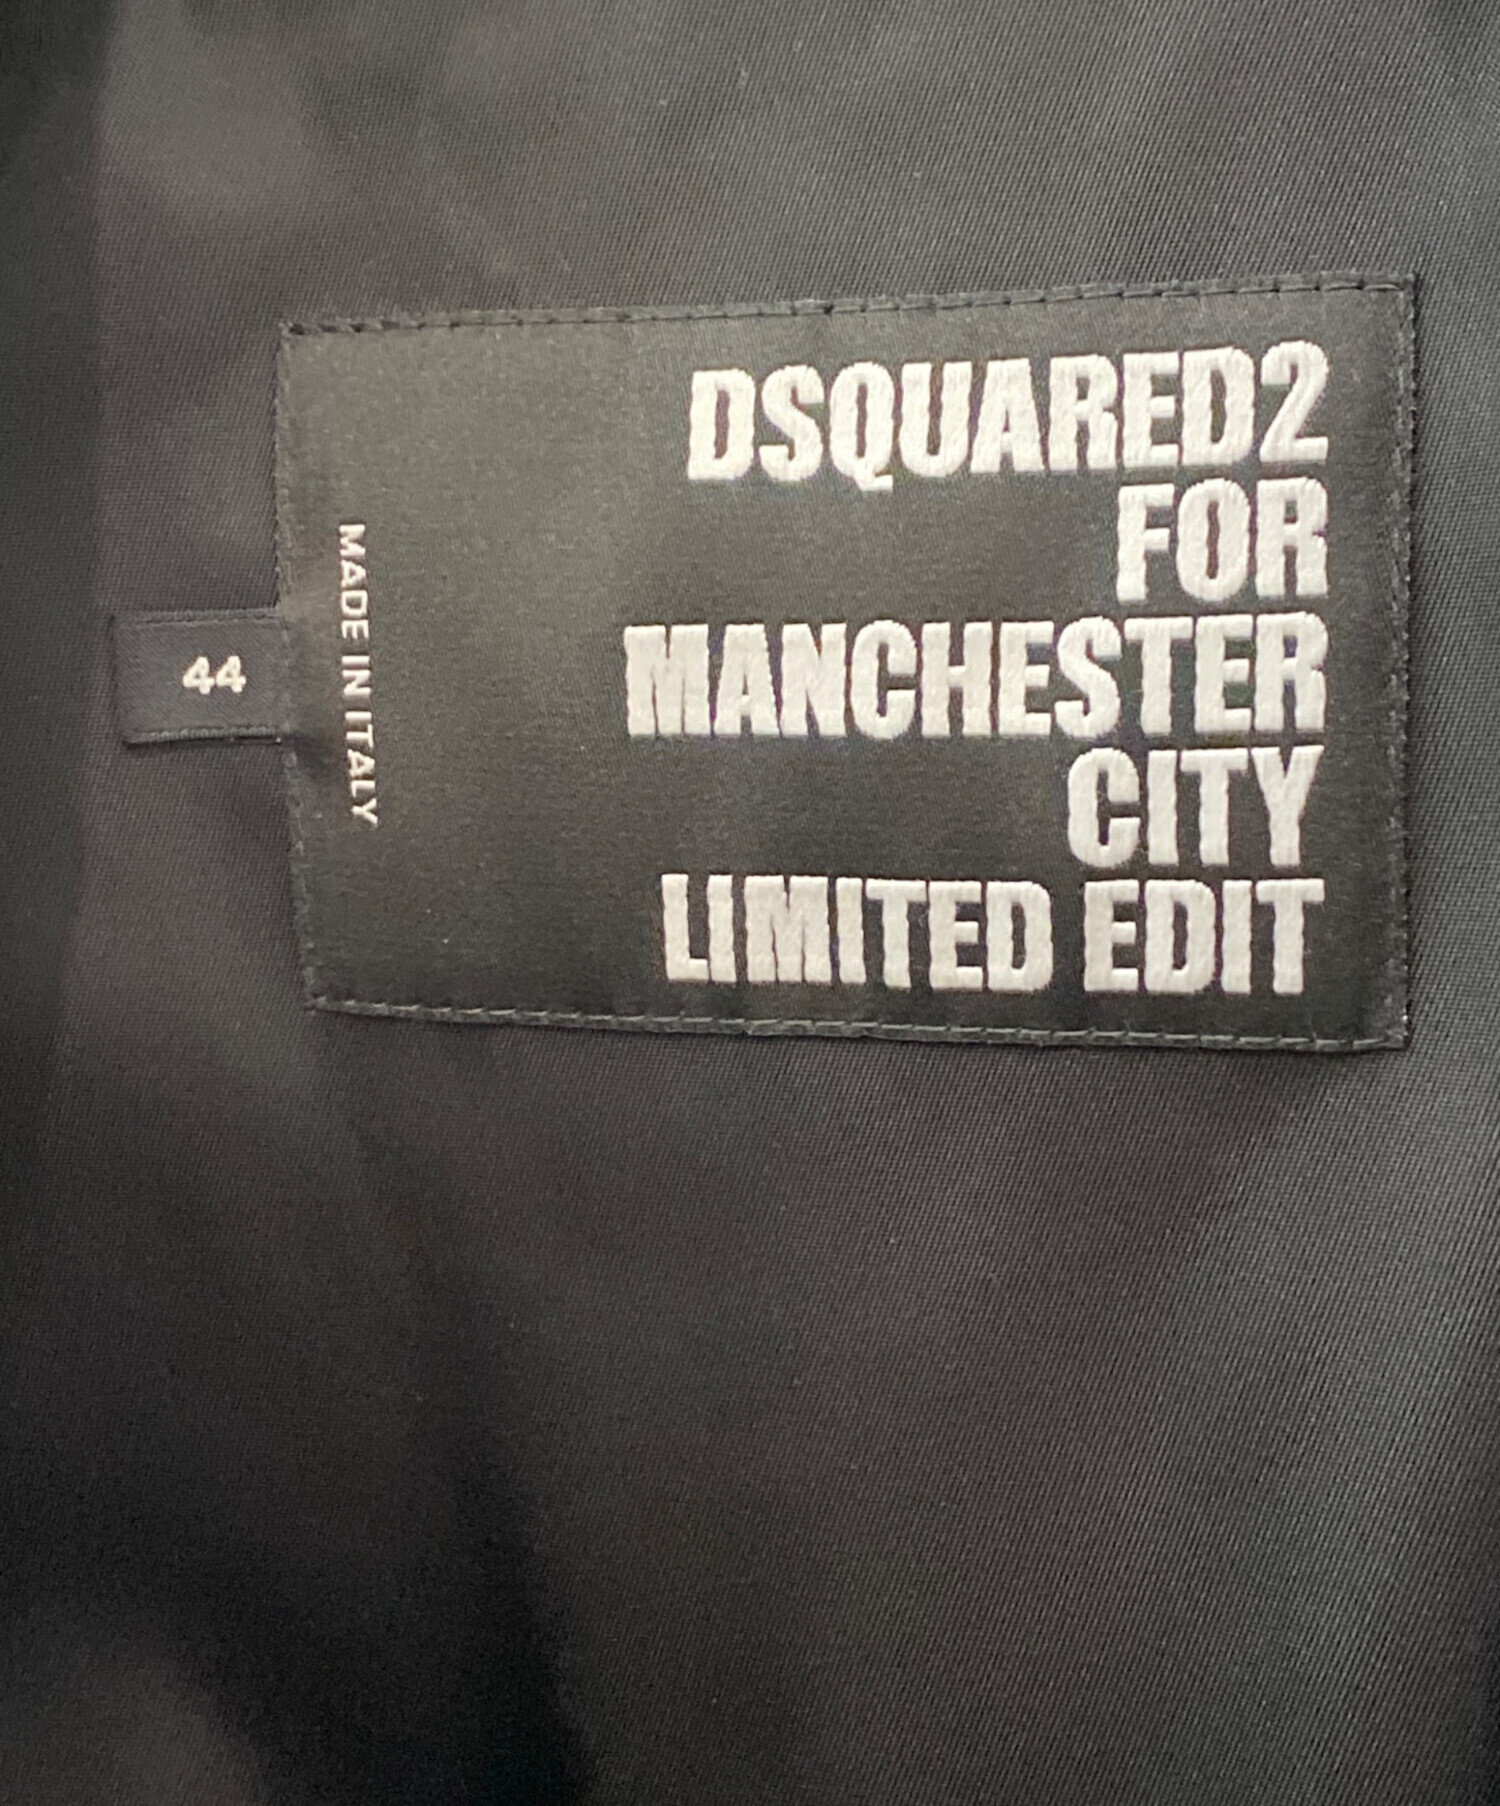 DSQUARED2
FOR
MANCHESTER
CITY
LIMITED EDIT
MADE IN ITALY
44